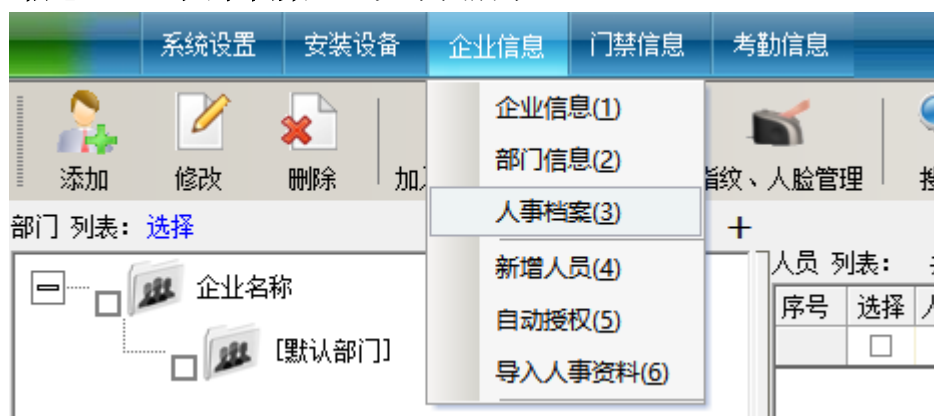 系统设置 安装设备 企业信息 门禁信息 考勤信息
添加 修改 删除 指纹、人脸管理
企业信息(1)
部门信息(2)
人事档案(3)
新增人员(4)
自动授权(5)
导入人事资料(6)
部门 列表: 选择 +
企业名称
[默认部门]
人员 列表:
序号 选择